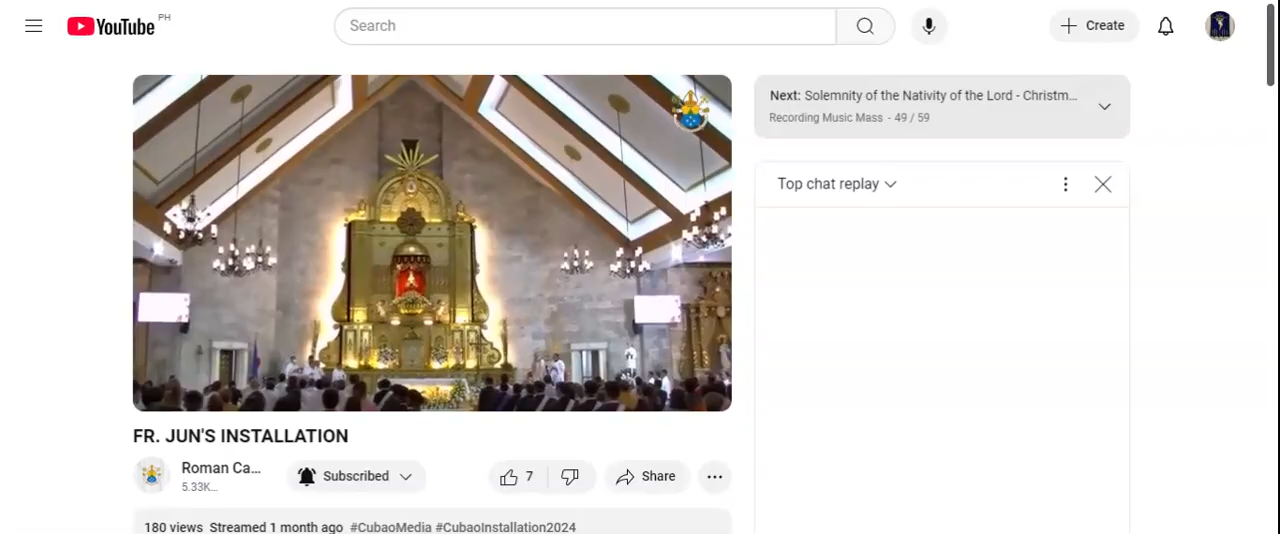 YouTube PH
Search
Create
Next: Solemnity of the Nativity of the Lord - Christm...
Recording Music Mass - 49 / 59
Top chat replay
FR. JUN'S INSTALLATION
Roman Ca...
5.33K...
Subscribed
7
Share
180 views Streamed 1 month ago #CubaoMedia #CubaoInstallation2024